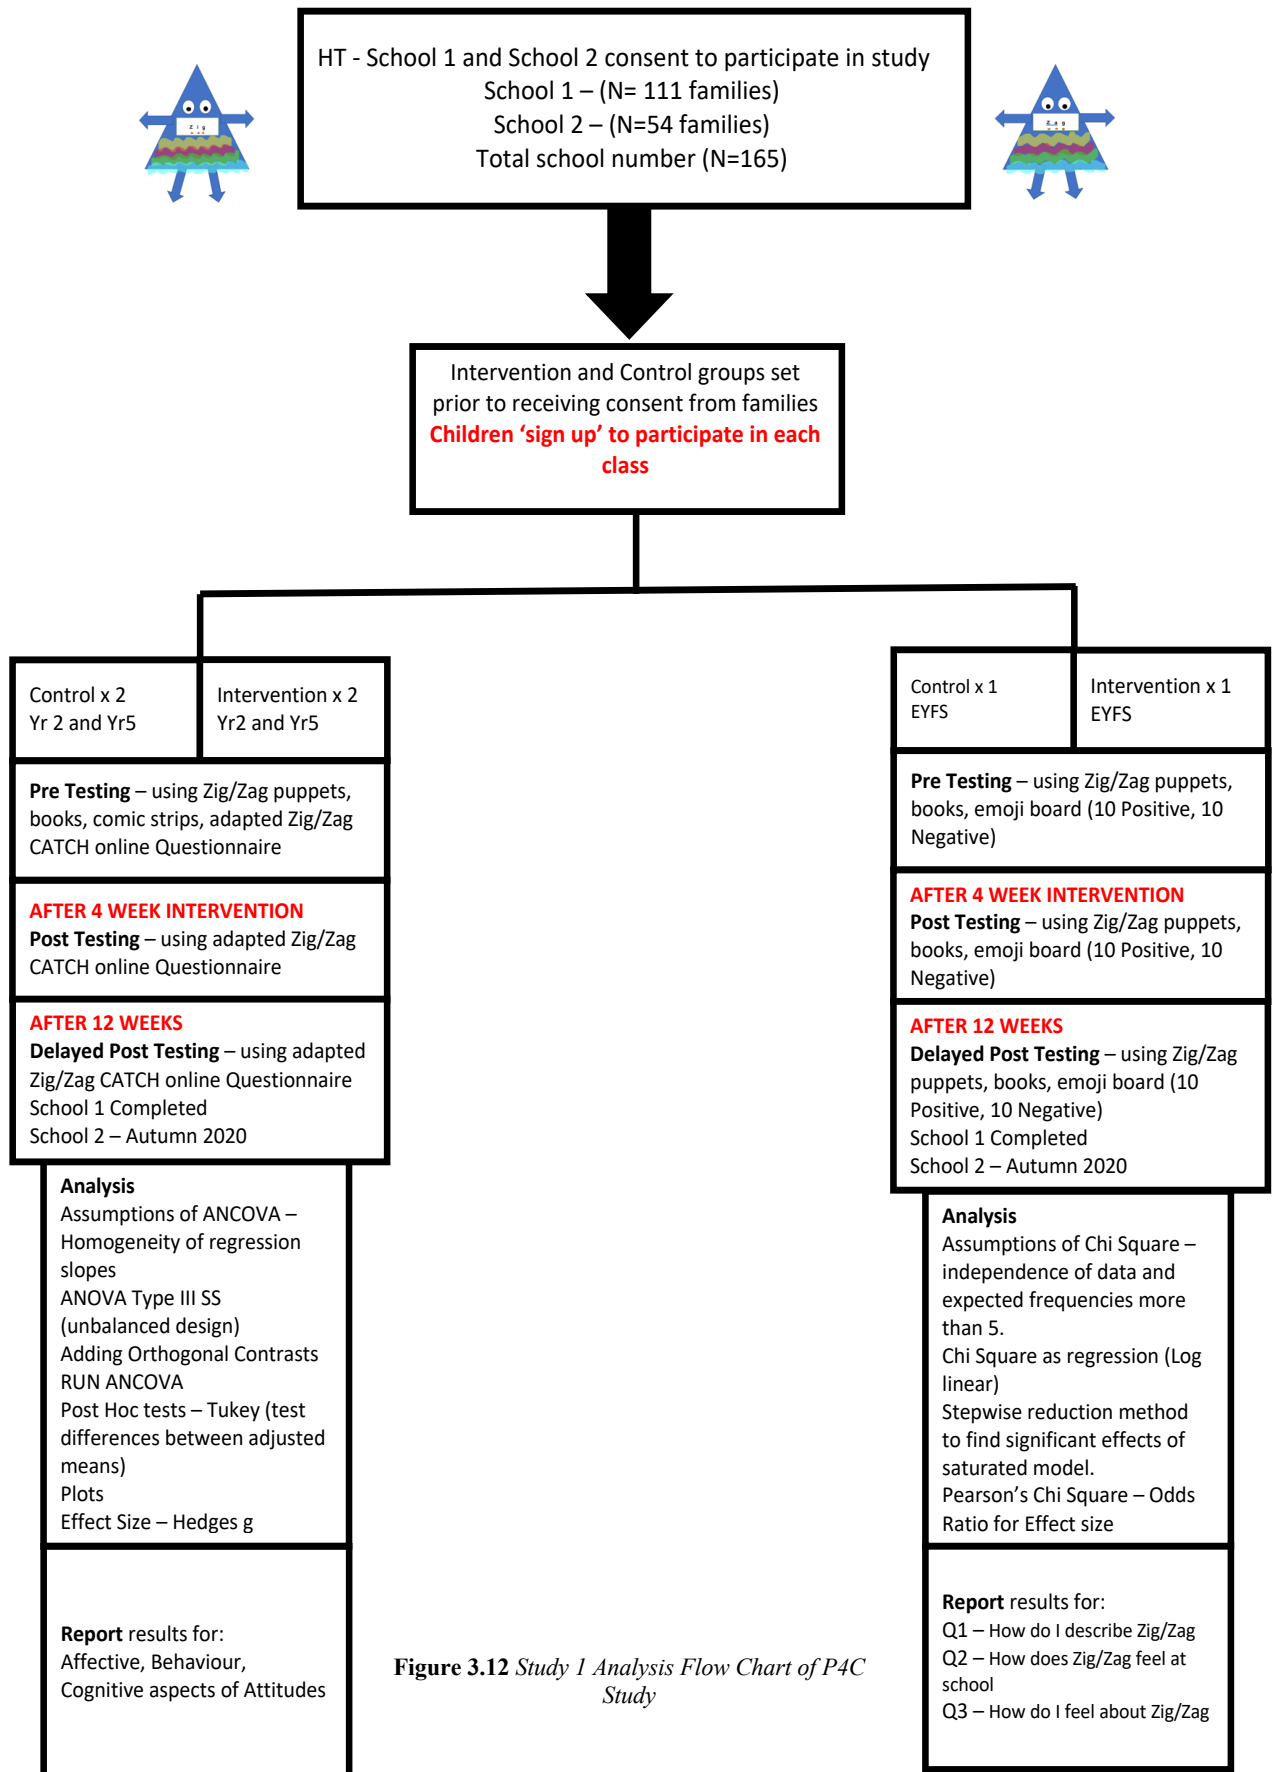 HT - School 1 and School 2 consent to participate in study
School 1 – (N= 111 families)
School 2 – (N=54 families)
Total school number (N=165)
Z i g
Z a g
Intervention and Control groups set
prior to receiving consent from families
Children ‘sign up’ to participate in each
class
Control x 2
Yr 2 and Yr5
Intervention x 2
Yr2 and Yr5
Pre Testing – using Zig/Zag puppets,
books, comic strips, adapted Zig/Zag
CATCH online Questionnaire
AFTER 4 WEEK INTERVENTION
Post Testing – using adapted Zig/Zag
CATCH online Questionnaire
AFTER 12 WEEKS
Delayed Post Testing – using adapted
Zig/Zag CATCH online Questionnaire
School 1 Completed
School 2 – Autumn 2020
Analysis
Assumptions of ANCOVA –
Homogeneity of regression
slopes
ANOVA Type III SS
(unbalanced design)
Adding Orthogonal Contrasts
RUN ANCOVA
Post Hoc tests – Tukey (test
differences between adjusted
means)
Plots
Effect Size – Hedges g
Report results for:
Affective, Behaviour,
Cognitive aspects of Attitudes
Control x 1
EYFS
Intervention x 1
EYFS
Pre Testing – using Zig/Zag puppets,
books, emoji board (10 Positive, 10
Negative)
AFTER 4 WEEK INTERVENTION
Post Testing – using Zig/Zag puppets,
books, emoji board (10 Positive, 10
Negative)
AFTER 12 WEEKS
Delayed Post Testing – using Zig/Zag
puppets, books, emoji board (10
Positive, 10 Negative)
School 1 Completed
School 2 – Autumn 2020
Analysis
Assumptions of Chi Square –
independence of data and
expected frequencies more
than 5.
Chi Square as regression (Log
linear)
Stepwise reduction method
to find significant effects of
saturated model.
Pearson’s Chi Square – Odds
Ratio for Effect size
Report results for:
Q1 – How do I describe Zig/Zag
Q2 – How does Zig/Zag feel at
school
Q3 – How do I feel about Zig/Zag
Figure 3.12 Study 1 Analysis Flow Chart of P4C
Study